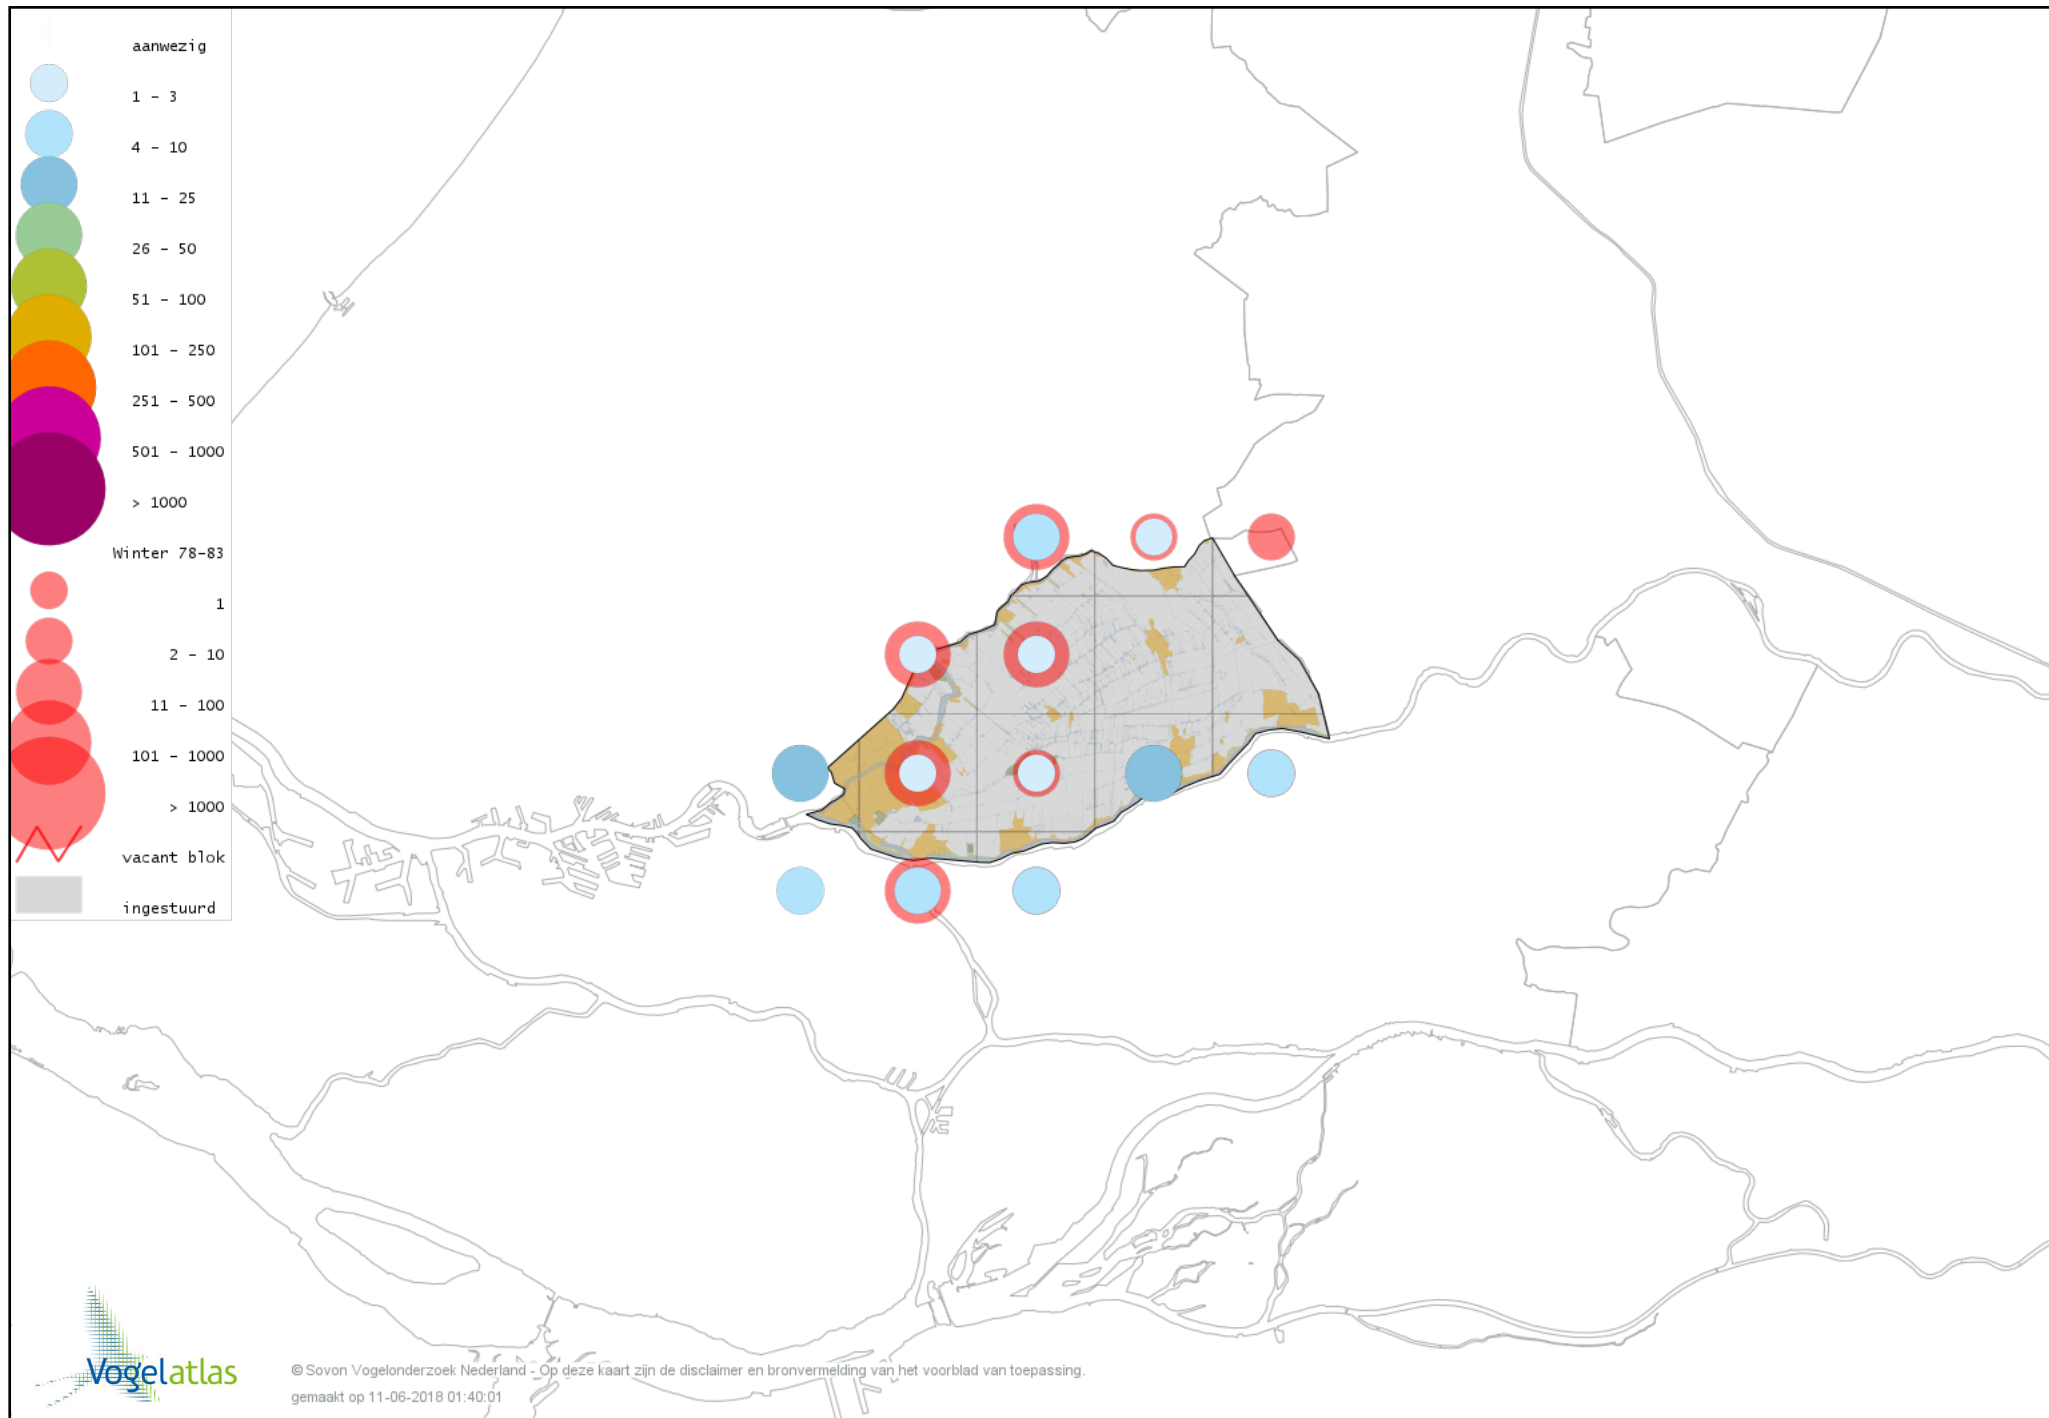 aanwezig
1 - 3
4 - 10
11 - 25
26 - 50
51 - 100
101 - 250
251 - 500
501 - 1000
> 1000
Winter 78-83
1
2 - 10
11 - 100
101 - 1000
> 1000
vacant blok
ingestuurd
Vogelatlas
© Sovon Vogelonderzoek Nederland - Op deze kaart zijn de disclaimer en bronvermelding van het voorblad van toepassing.
gemaakt op 11-06-2018 01:40:01